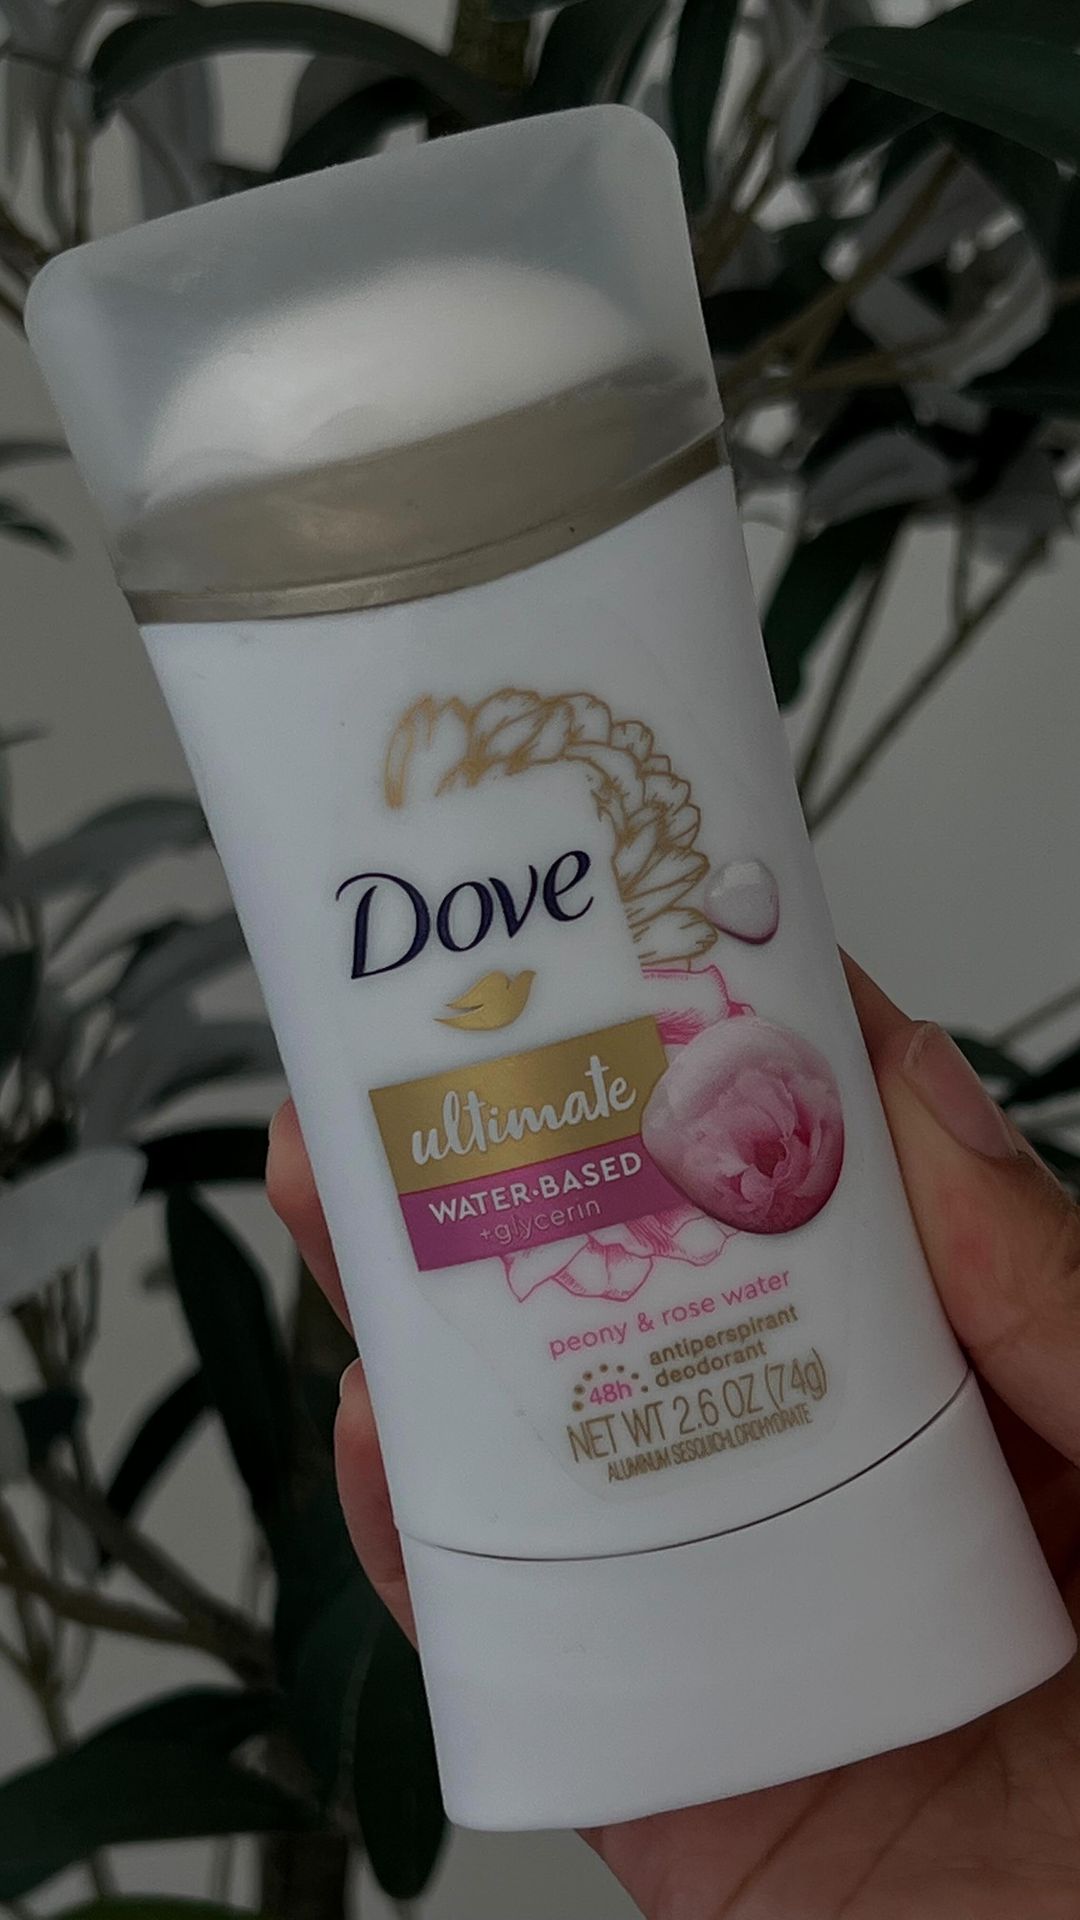 Dove
ultimate
WATER·BASED
+glycerin
peony & rose water
48h
antiperspirant
deodorant
NET WT 2.6 OZ (74g)
ALUMINUM SESQUICHLOROHYDRATE